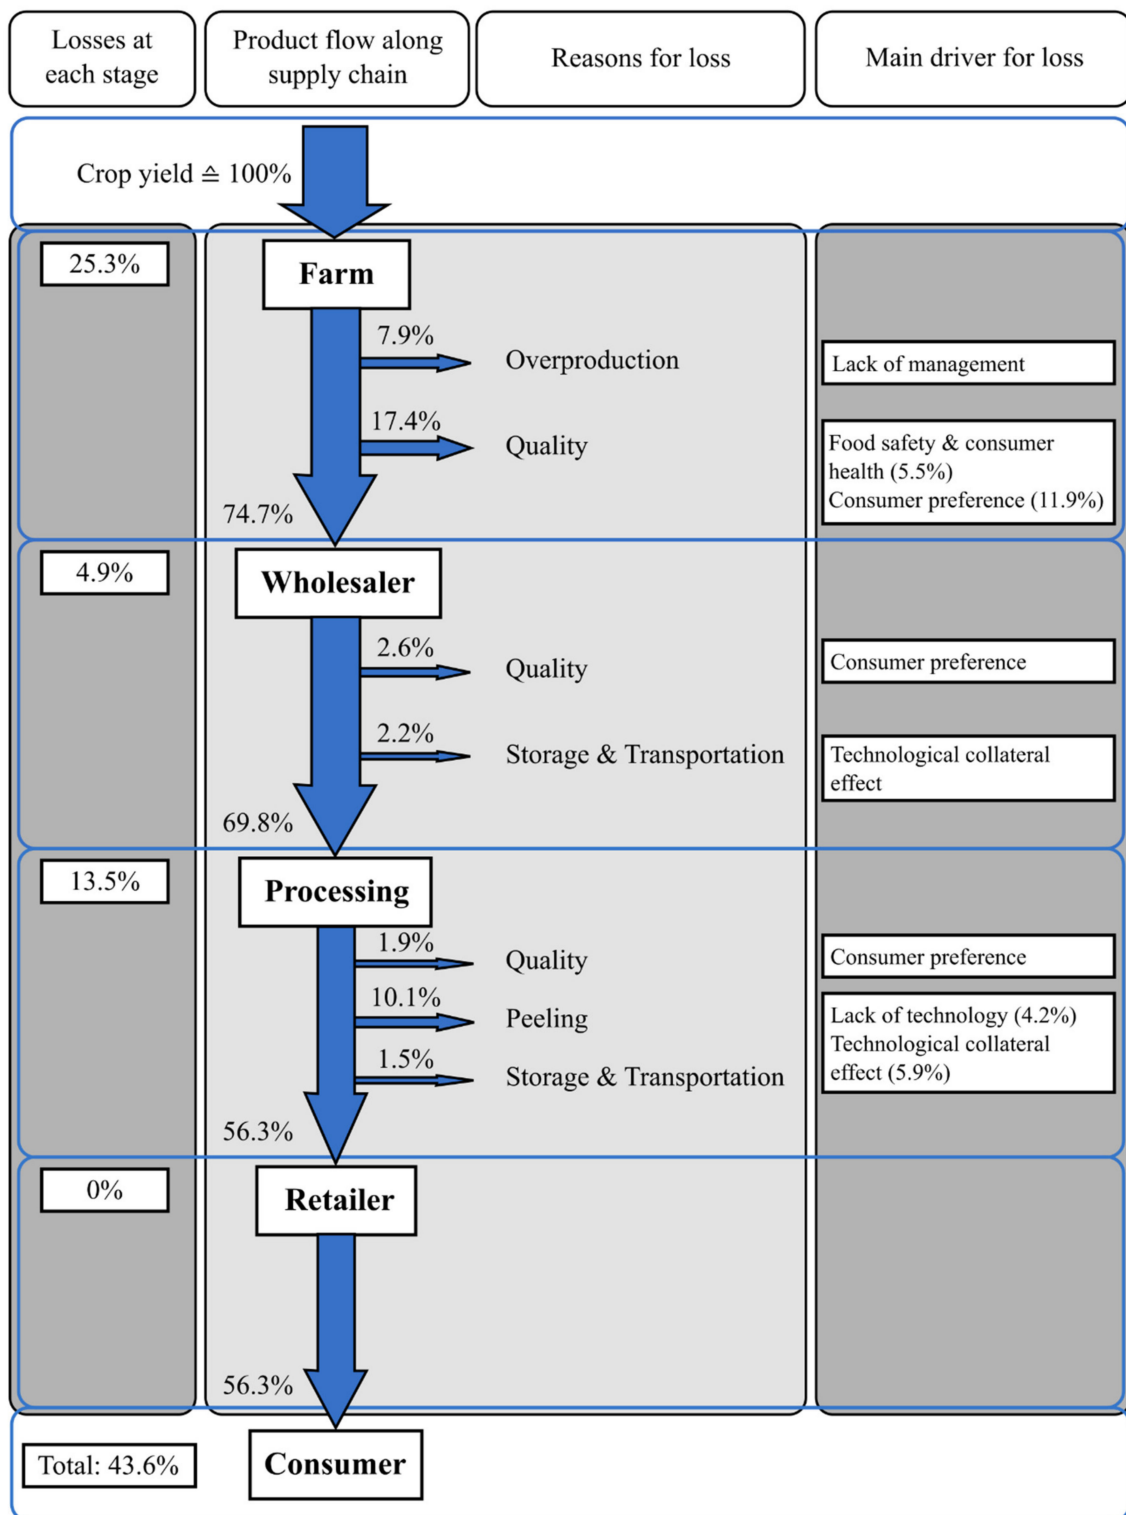 Losses at
each stage
Product flow along
supply chain
Reasons for loss
Main driver for loss
Crop yield ≙ 100%
25.3%
Farm
7.9%
Overproduction
Lack of management
17.4%
Quality
Food safety & consumer
health (5.5%)
Consumer preference (11.9%)
74.7%
4.9%
Wholesaler
2.6%
Quality
Consumer preference
2.2%
Storage & Transportation
Technological collateral
effect
69.8%
13.5%
Processing
1.9%
Quality
Consumer preference
10.1%
Peeling
Lack of technology (4.2%)
Technological collateral
effect (5.9%)
1.5%
Storage & Transportation
56.3%
0%
Retailer
56.3%
Total: 43.6%
Consumer